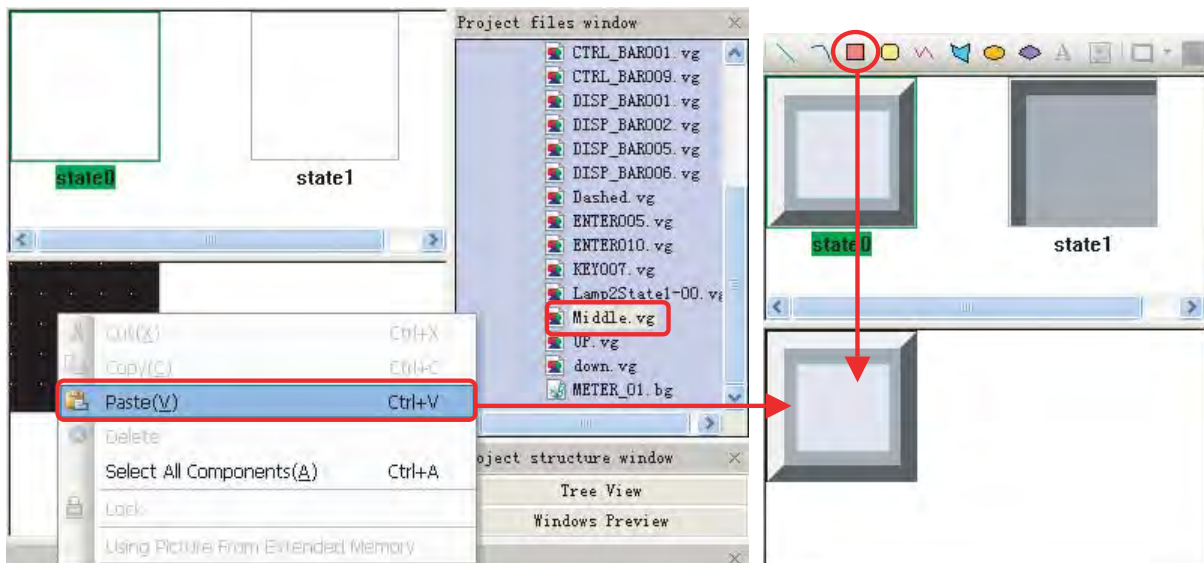 Project files window
CTRL_BAR001.vg
CTRL_BAR009.vg
DISP_BAR001.vg
DISP_BAR002.vg
DISP_BAR005.vg
DISP_BAR006.vg
Dashed.vg
ENTER005.vg
ENTER010.vg
KEY007.vg
Lamp2State1-00.vg
Middle.vg
UP.vg
down.vg
METER_01.bg
state0
state1
Cut(X) Ctrl+X
Copy(C) Ctrl+C
Paste(V) Ctrl+V
Delete
Select All Components(A) Ctrl+A
Lock
Using Picture From Extended Memory
oject structure window
Tree View
Windows Preview
A
state0
state1